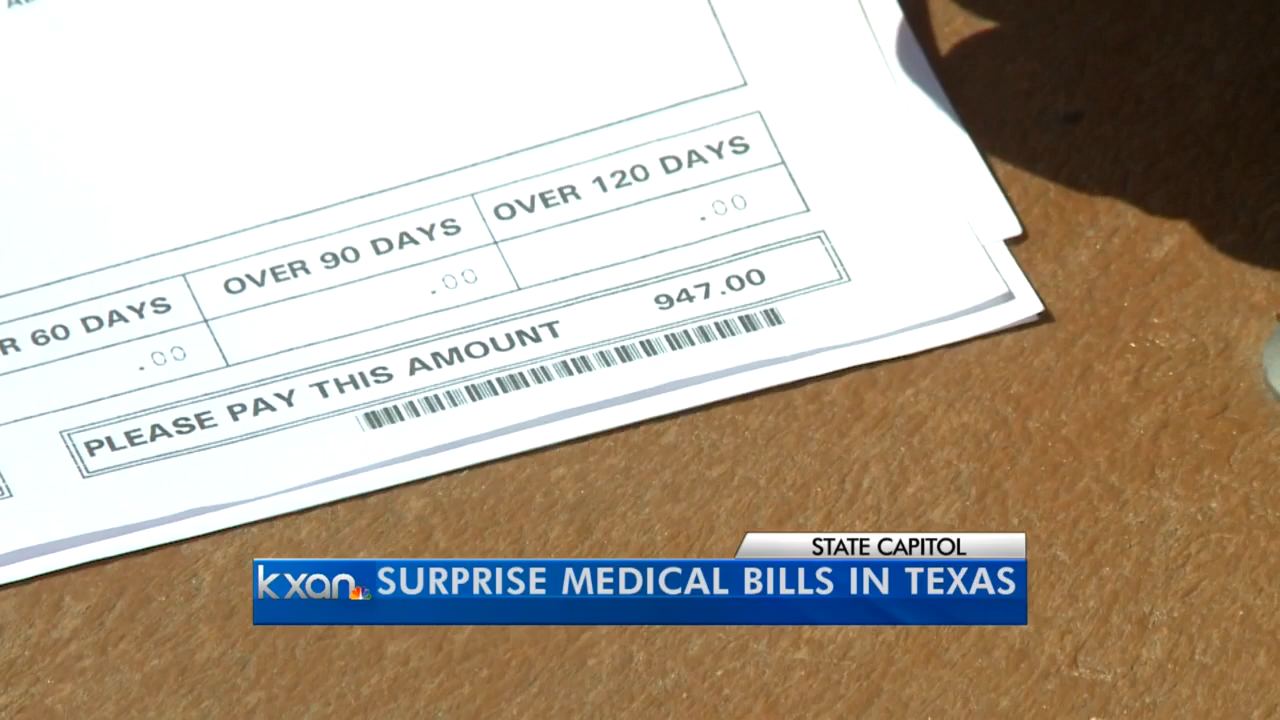 OVER 120 DAYS
.00
OVER 90 DAYS
.00
60 DAYS
.00
PLEASE PAY THIS AMOUNT 947.00
STATE CAPITOL
kxan SURPRISE MEDICAL BILLS IN TEXAS